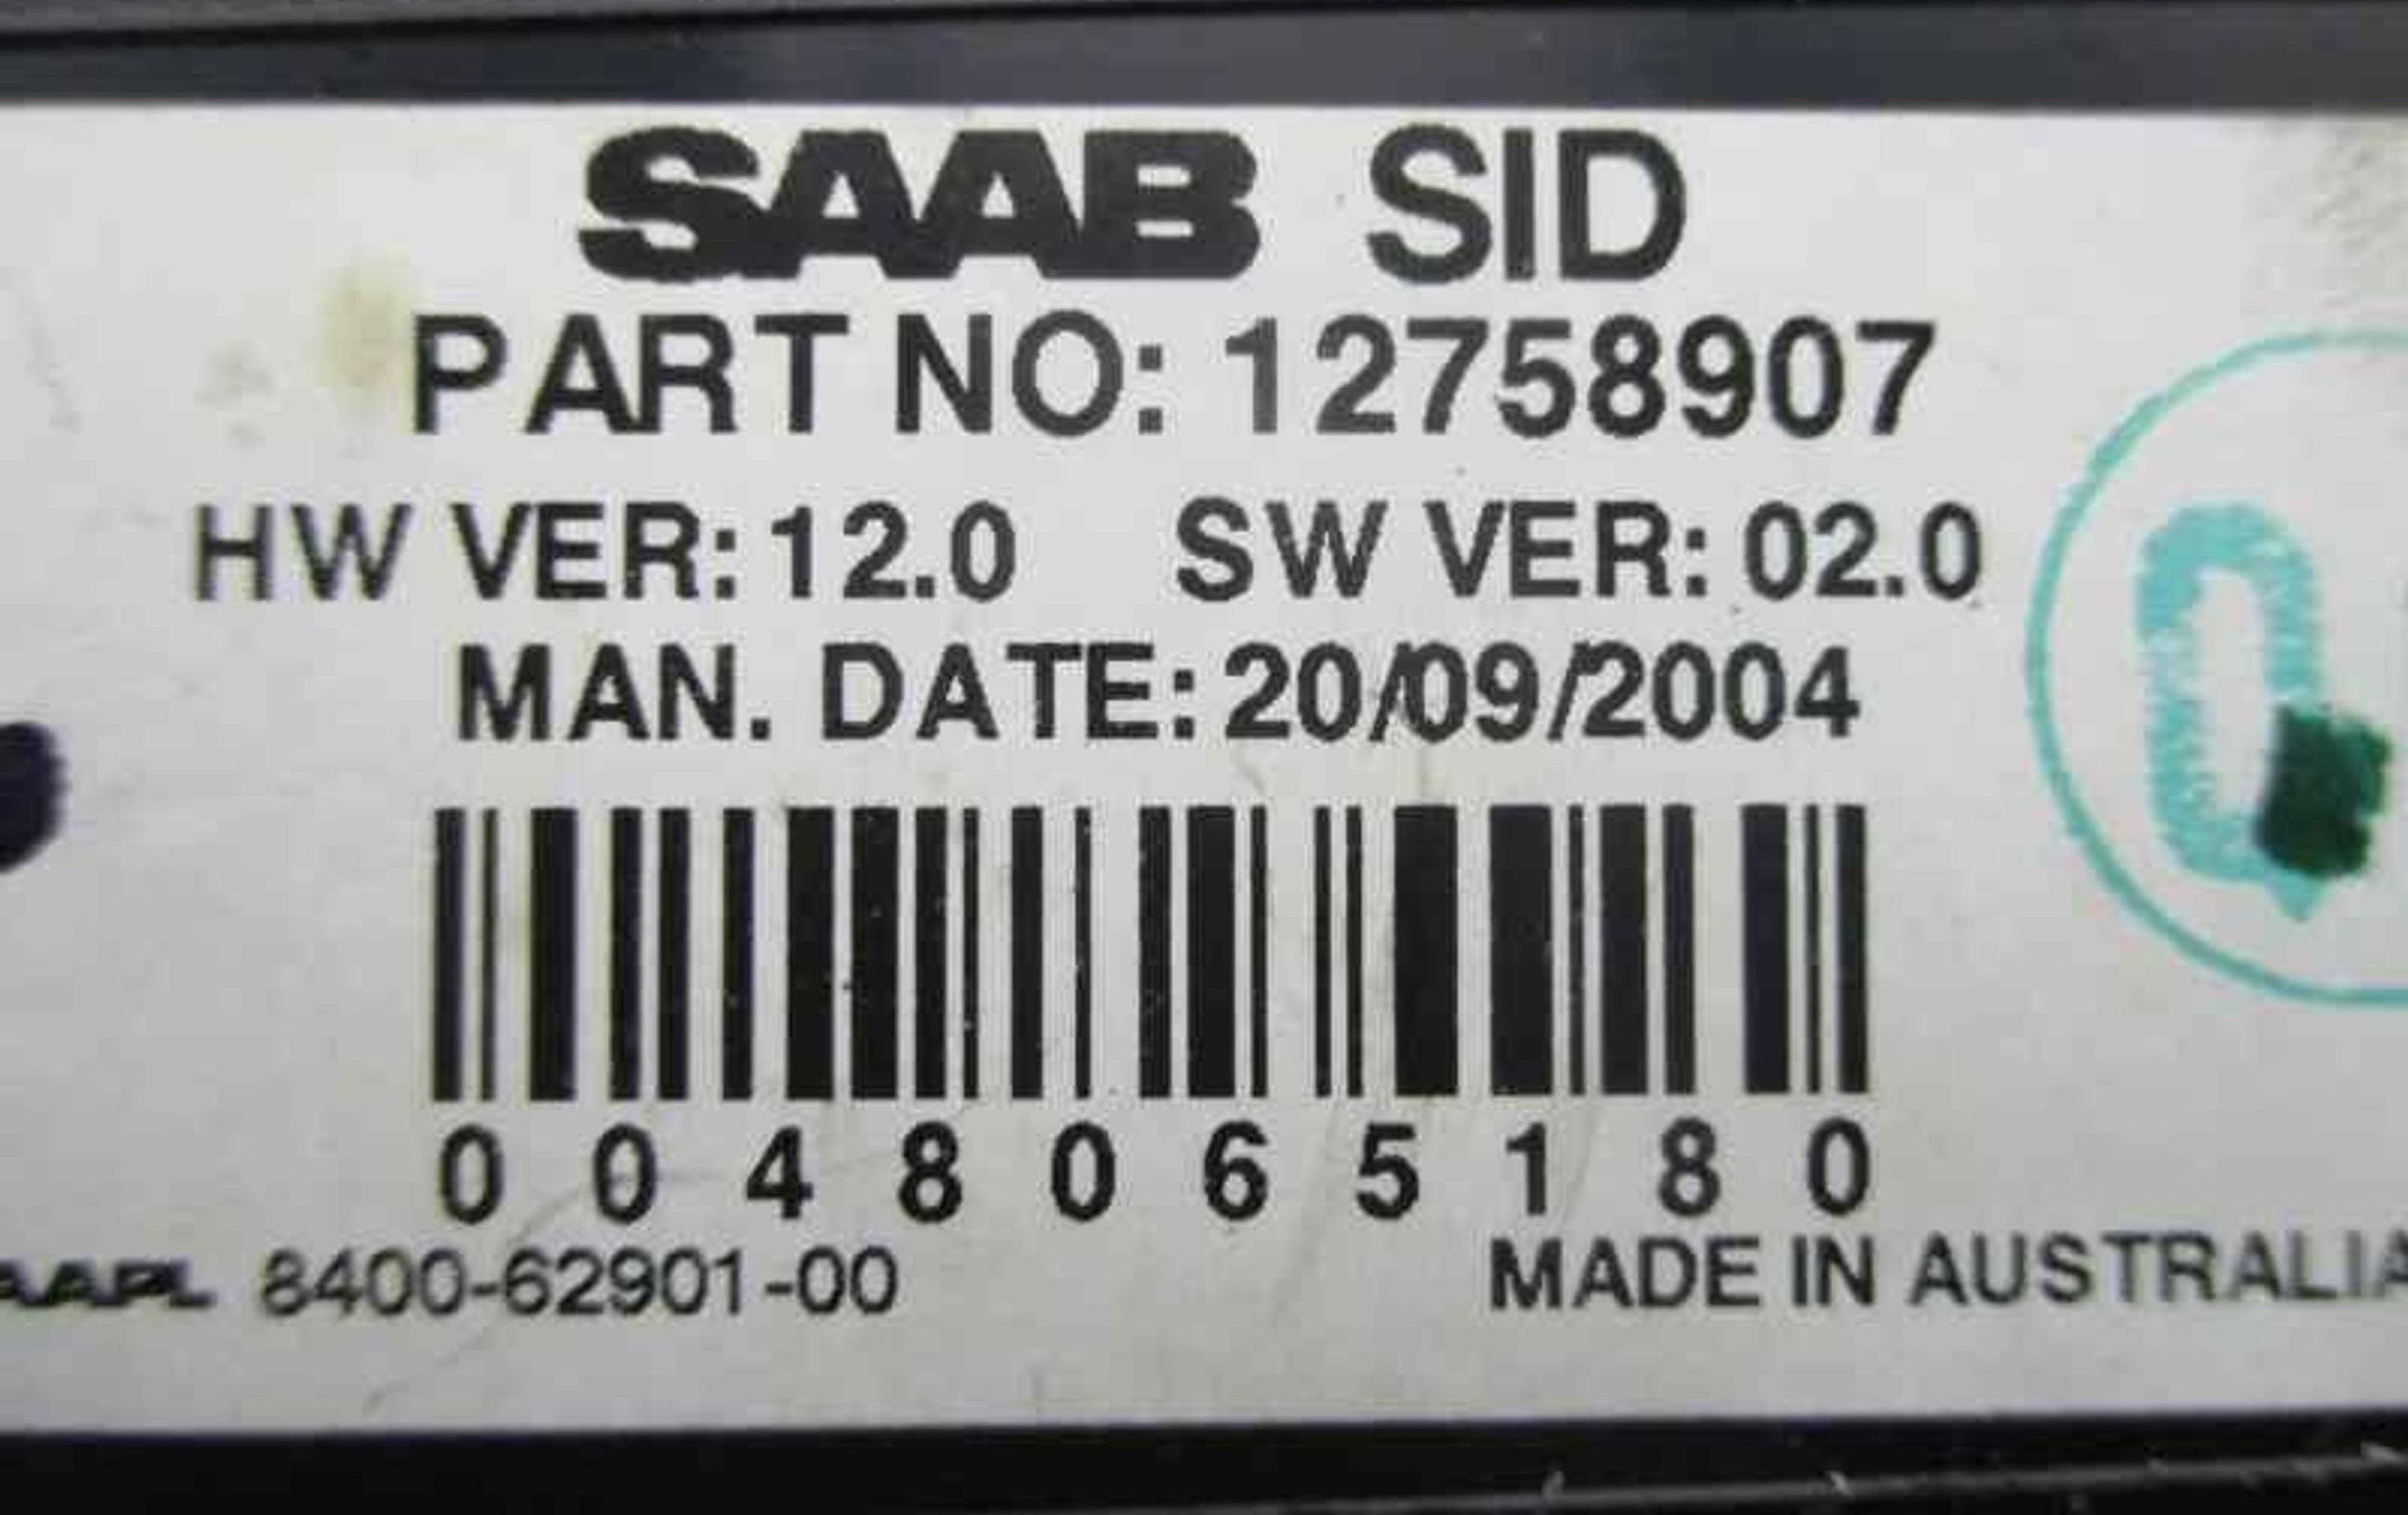 SAAB SID
PART NO: 12758907
HW VER: 12.0 SW VER: 02.0
MAN. DATE: 20/09/2004
0 0 4 8 0 6 5 1 8 0
8400-62901-00 MADE IN AUSTRALIA